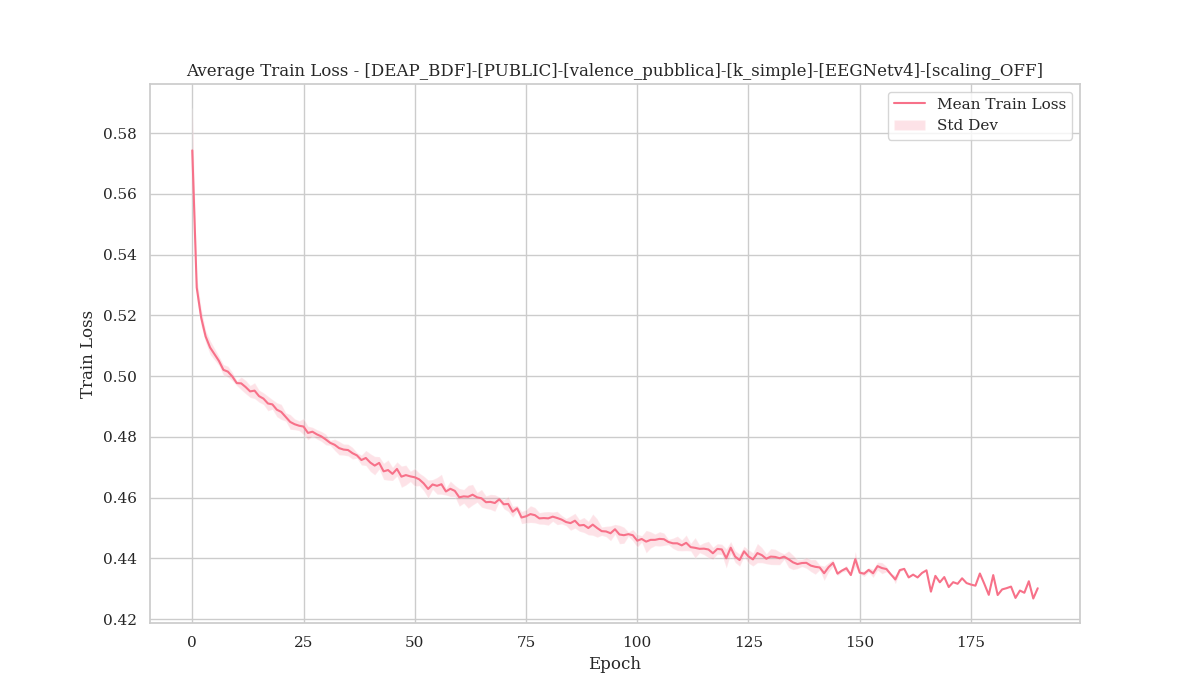 Average Train Loss - [DEAP_BDF]-[PUBLIC]-[valence_pubblica]-[k_simple]-[EEGNetv4]-[scaling_OFF]
Mean Train Loss
Std Dev
0.58
0.56
0.54
0.52
0.50
0.48
0.46
0.44
0.42
Train Loss
0 25 50 75 100 125 150 175
Epoch